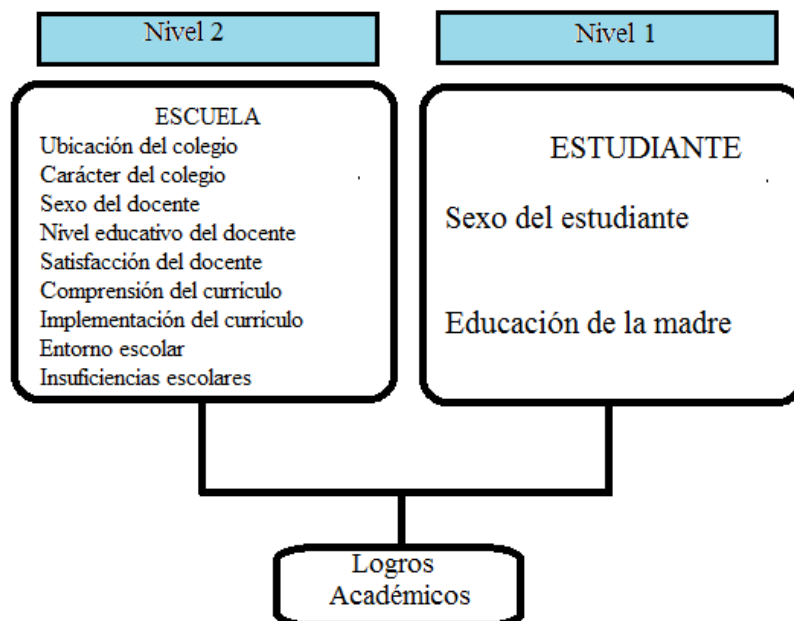 Nivel 2
Nivel 1
ESCUELA
Ubicación del colegio
Carácter del colegio
Sexo del docente
Nivel educativo del docente
Satisfacción del docente
Comprensión del currículo
Implementación del currículo
Entorno escolar
Insuficiencias escolares
ESTUDIANTE
Sexo del estudiante
Educación de la madre
Logros
Académicos